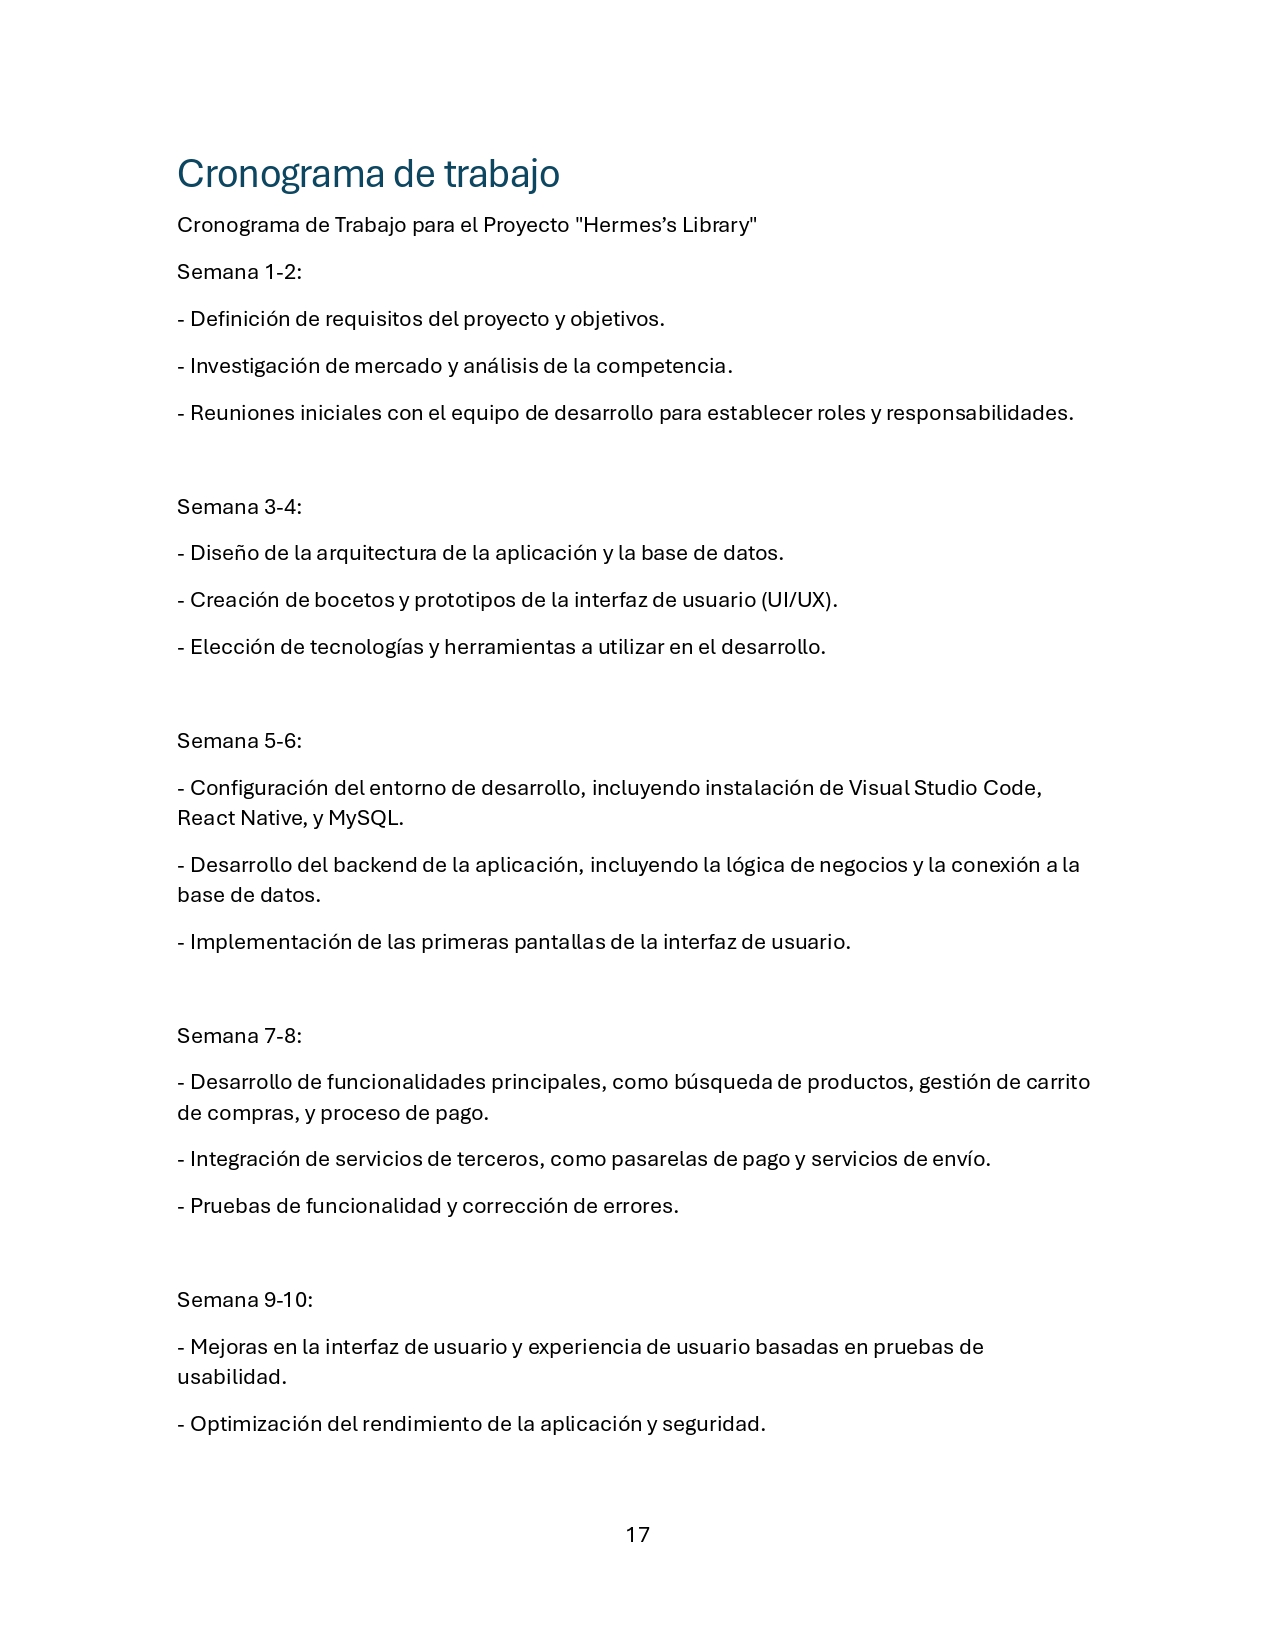 Cronograma de trabajo
Cronograma de Trabajo para el Proyecto "Hermes’s Library"
Semana 1-2:
- Definición de requisitos del proyecto y objetivos.
- Investigación de mercado y análisis de la competencia.
- Reuniones iniciales con el equipo de desarrollo para establecer roles y responsabilidades.
Semana 3-4:
- Diseño de la arquitectura de la aplicación y la base de datos.
- Creación de bocetos y prototipos de la interfaz de usuario (UI/UX).
- Elección de tecnologías y herramientas a utilizar en el desarrollo.
Semana 5-6:
- Configuración del entorno de desarrollo, incluyendo instalación de Visual Studio Code,
React Native, y MySQL.
- Desarrollo del backend de la aplicación, incluyendo la lógica de negocios y la conexión a la
base de datos.
- Implementación de las primeras pantallas de la interfaz de usuario.
Semana 7-8:
- Desarrollo de funcionalidades principales, como búsqueda de productos, gestión de carrito
de compras, y proceso de pago.
- Integración de servicios de terceros, como pasarelas de pago y servicios de envío.
- Pruebas de funcionalidad y corrección de errores.
Semana 9-10:
- Mejoras en la interfaz de usuario y experiencia de usuario basadas en pruebas de
usabilidad.
- Optimización del rendimiento de la aplicación y seguridad.
17